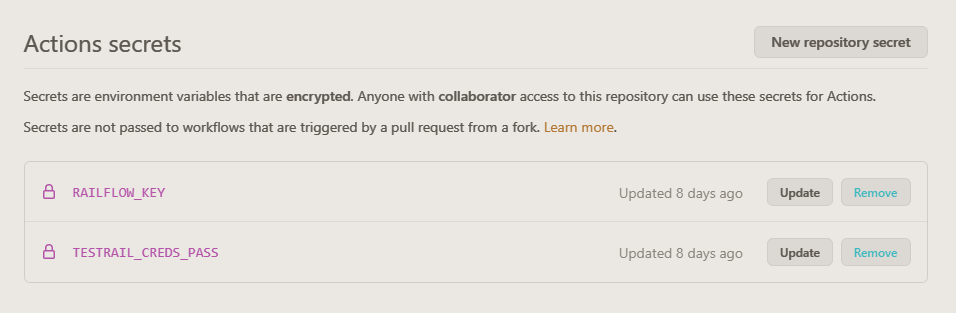 Actions secrets
New repository secret
Secrets are environment variables that are encrypted. Anyone with collaborator access to this repository can use these secrets for Actions.
Secrets are not passed to workflows that are triggered by a pull request from a fork. Learn more.
RAILFLOW_KEY Updated 8 days ago Update Remove
TESTRAIL_CREDS_PASS Updated 8 days ago Update Remove